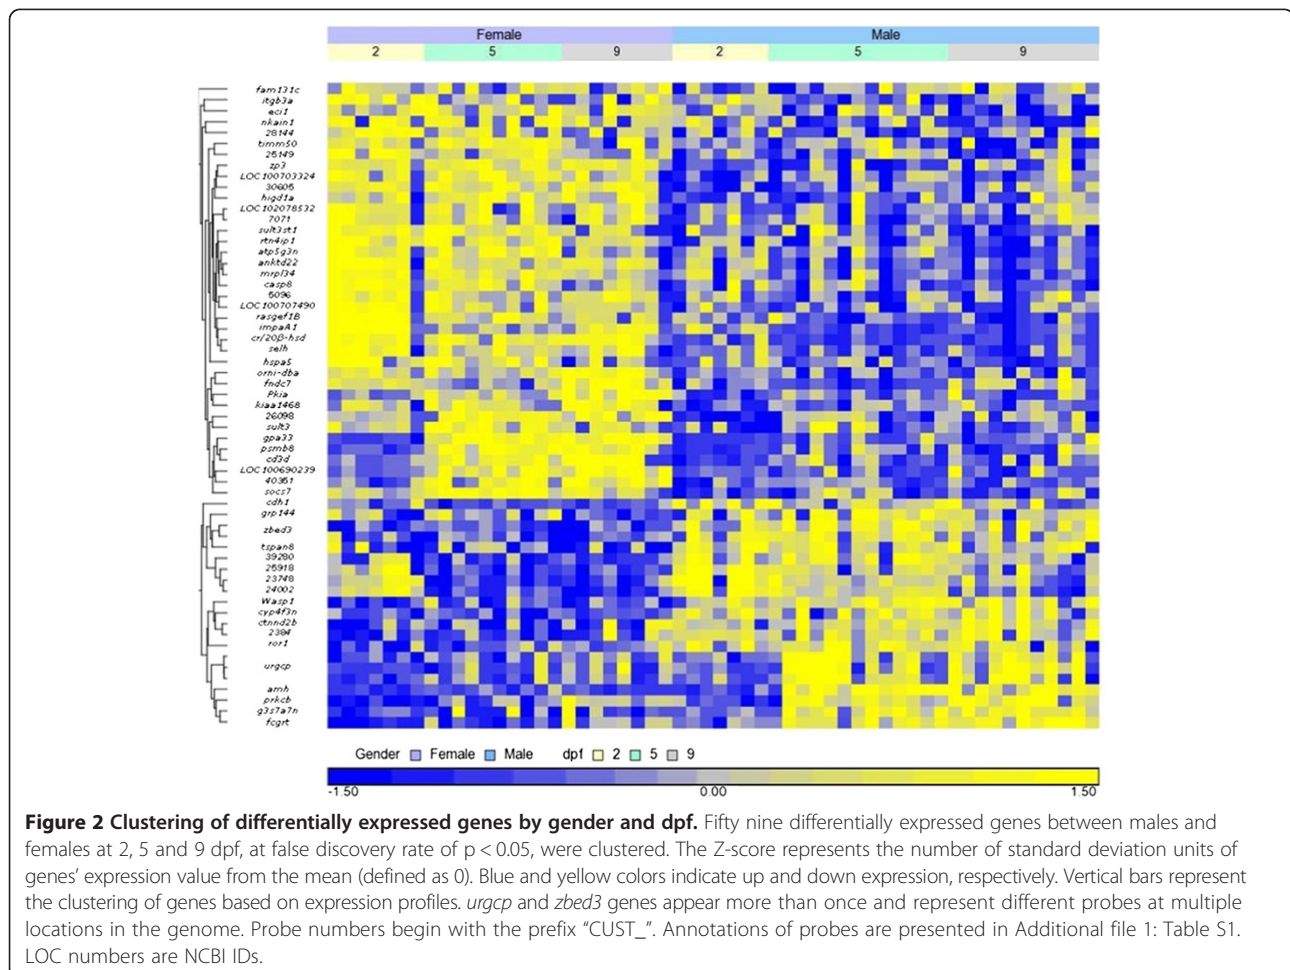 Female Male
2 5 9 2 5 9
fam131c
itgb3a
eci1
nkain1
28144
timm50
25149
zp3
LOC100703324
30605
higd1a
LOC102078532
7071
sult3st1
rtn4ip1
atp5g3n
anktd22
mrpl34
casp8
5096
LOC100707490
rasgef1B
impaA1
cr/20β-hsd
selh
hspa5
orni-dba
fndc7
Pkia
kiaa1468
26098
sult3
gpa33
psmb8
cd3d
LOC100690239
40351
socs7
cdh1
grp144
zbed3
tspan8
39280
25918
23748
24002
Wasp1
cyp4f3n
ctnnd2b
2384
ror1
urgcp
amh
prkcb
g3s7a7n
fcgrt
Gender Female Male dpf 2 5 9
-1.50 0.00 1.50
Figure 2 Clustering of differentially expressed genes by gender and dpf. Fifty nine differentially expressed genes between males and
females at 2, 5 and 9 dpf, at false discovery rate of p < 0.05, were clustered. The Z-score represents the number of standard deviation units of
genes’ expression value from the mean (defined as 0). Blue and yellow colors indicate up and down expression, respectively. Vertical bars represent
the clustering of genes based on expression profiles. urgcp and zbed3 genes appear more than once and represent different probes at multiple
locations in the genome. Probe numbers begin with the prefix “CUST_”. Annotations of probes are presented in Additional file 1: Table S1.
LOC numbers are NCBI IDs.